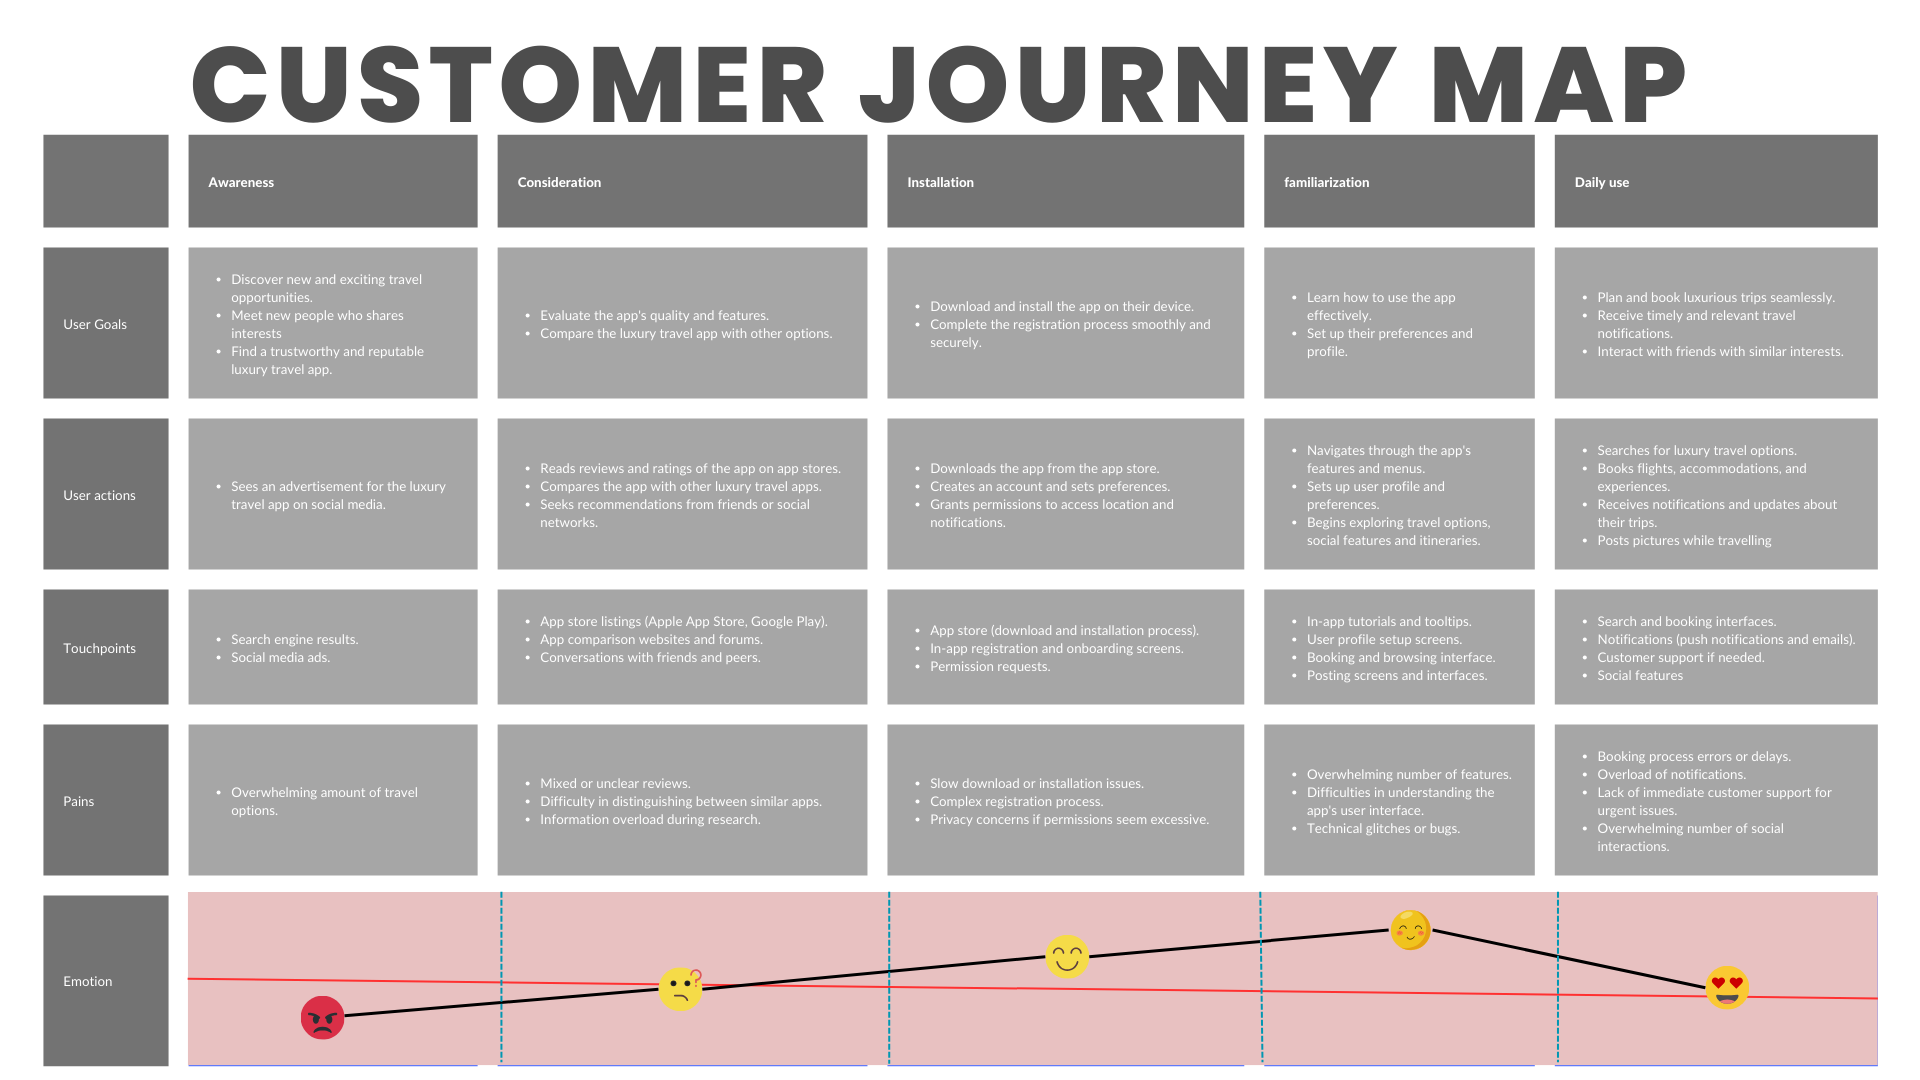 CUSTOMER JOURNEY MAP
Awareness
Consideration
Installation
familiarization
Daily use
User Goals
• Discover new and exciting travel
opportunities.
• Meet new people who shares
interests
• Find a trustworthy and reputable
luxury travel app.
• Evaluate the app's quality and features.
• Compare the luxury travel app with other options.
• Download and install the app on their device.
• Complete the registration process smoothly and
securely.
• Learn how to use the app
effectively.
• Set up their preferences and
profile.
• Plan and book luxurious trips seamlessly.
• Receive timely and relevant travel
notifications.
• Interact with friends with similar interests.
User actions
• Sees an advertisement for the luxury
travel app on social media.
• Reads reviews and ratings of the app on app stores.
• Compares the app with other luxury travel apps.
• Seeks recommendations from friends or social
networks.
• Downloads the app from the app store.
• Creates an account and sets preferences.
• Grants permissions to access location and
notifications.
• Navigates through the app's
features and menus.
• Sets up user profile and
preferences.
• Begins exploring travel options,
social features and itineraries.
• Searches for luxury travel options.
• Books flights, accommodations, and
experiences.
• Receives notifications and updates about
their trips.
• Posts pictures while travelling
Touchpoints
• Search engine results.
• Social media ads.
• App store listings (Apple App Store, Google Play).
• App comparison websites and forums.
• Conversations with friends and peers.
• App store (download and installation process).
• In-app registration and onboarding screens.
• Permission requests.
• In-app tutorials and tooltips.
• User profile setup screens.
• Booking and browsing interface.
• Posting screens and interfaces.
• Search and booking interfaces.
• Notifications (push notifications and emails).
• Customer support if needed.
• Social features
Pains
• Overwhelming amount of travel
options.
• Mixed or unclear reviews.
• Difficulty in distinguishing between similar apps.
• Information overload during research.
• Slow download or installation issues.
• Complex registration process.
• Privacy concerns if permissions seem excessive.
• Overwhelming number of features.
• Difficulties in understanding the
app's user interface.
• Technical glitches or bugs.
• Booking process errors or delays.
• Overload of notifications.
• Lack of immediate customer support for
urgent issues.
• Overwhelming number of social
interactions.
Emotion